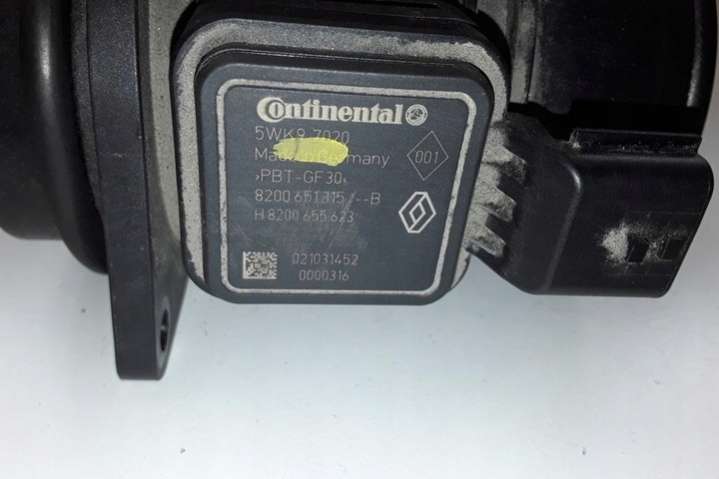 Continental
5WK9 7020
Made in Germany
001
>PBT-GF30<
8200 651315/--B
H 8200 655 623
021031452
0000316